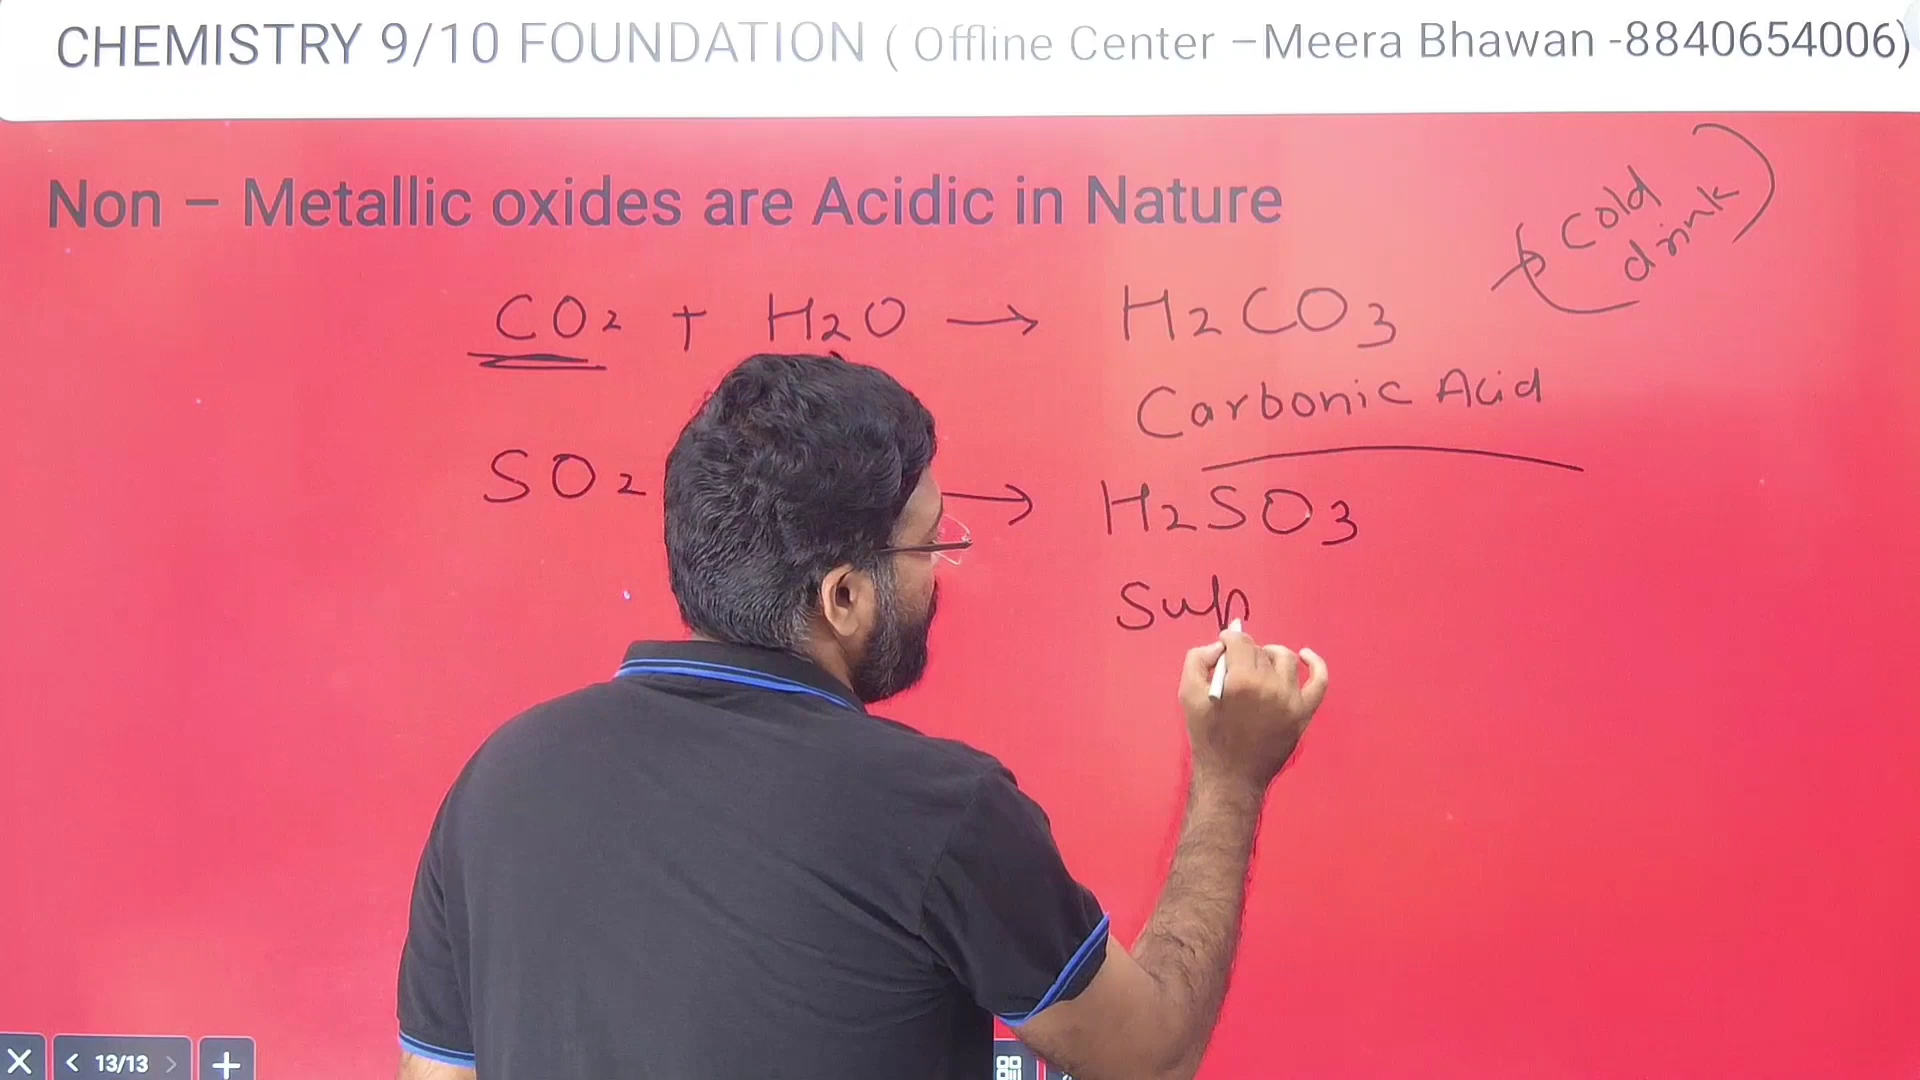 CHEMISTRY 9/10 FOUNDATION ( Offline Center –Meera Bhawan -8840654006)
Non – Metallic oxides are Acidic in Nature
Cold
drink
CO2 + H2O → H2CO3
Carbonic Acid
SO2 → H2SO3
13/13